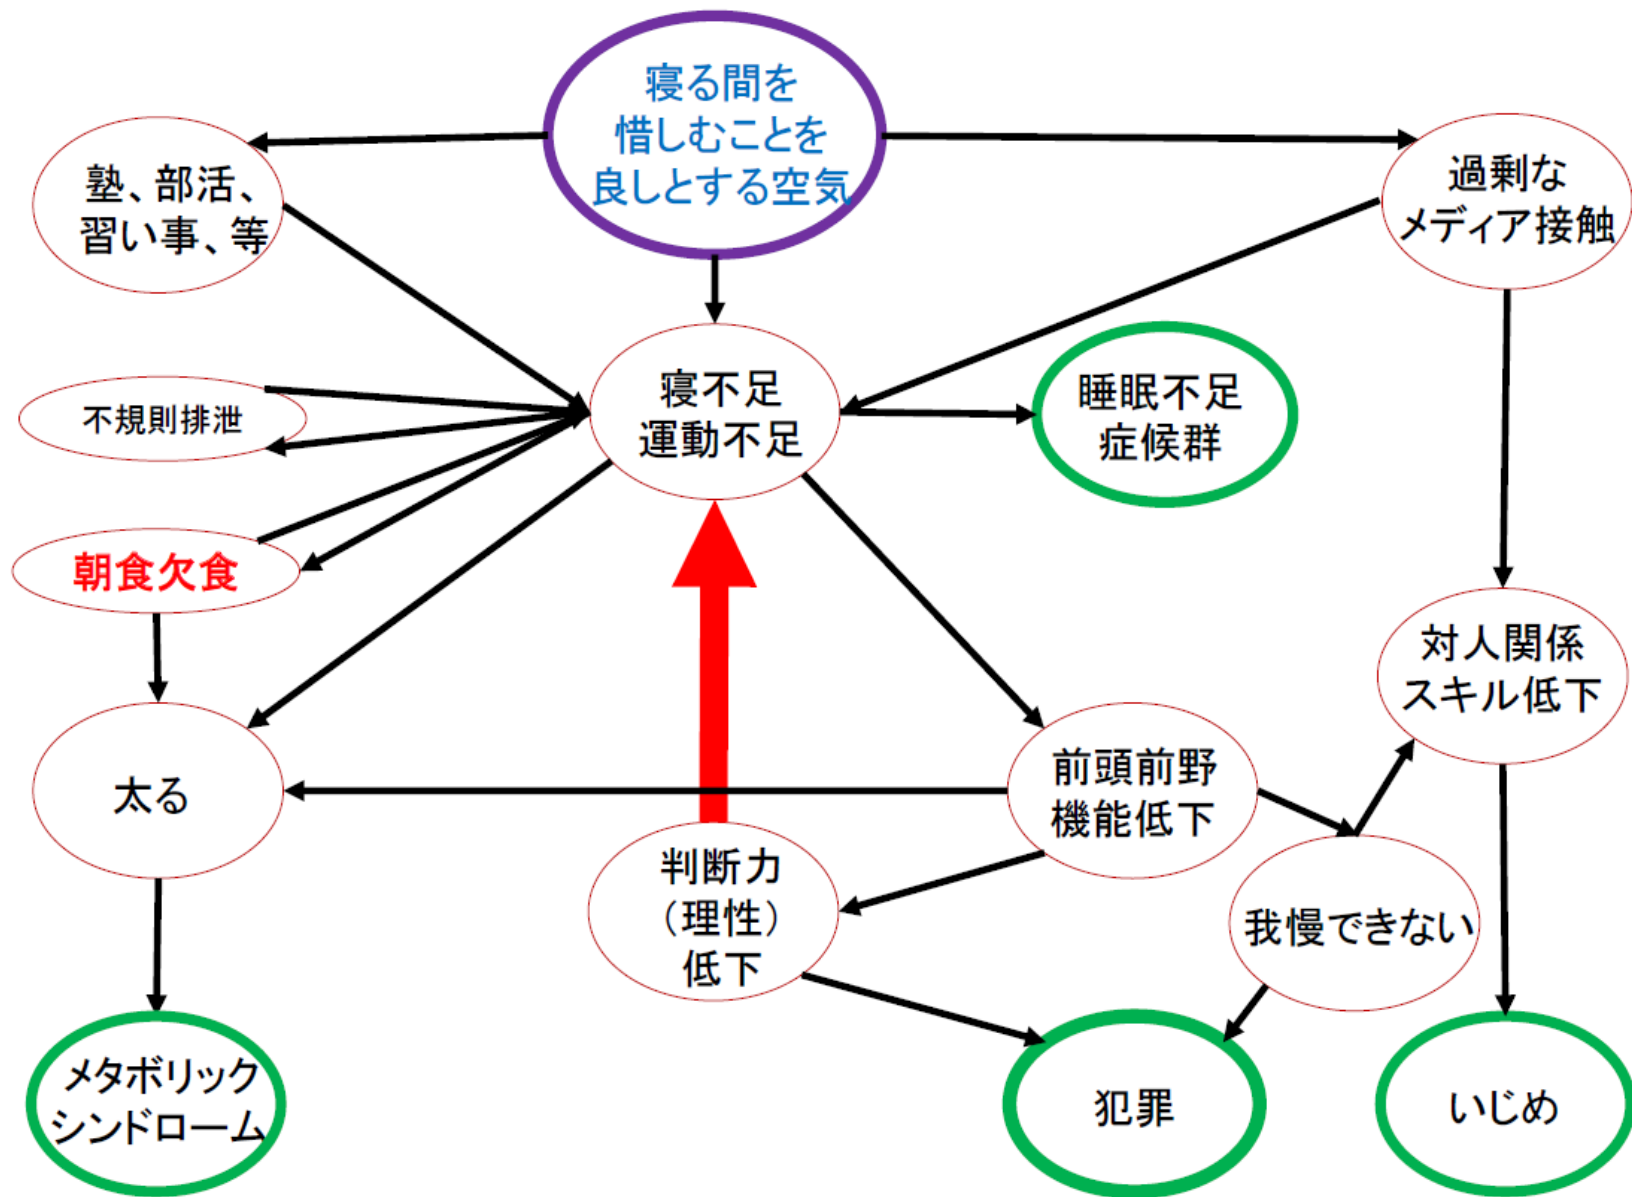 寝る間を
惜しむことを
良しとする空気
塾、部活、
習い事、等
過剰な
メディア接触
寝不足
運動不足
睡眠不足
症候群
不規則排泄
朝食欠食
対人関係
スキル低下
太る
前頭前野
機能低下
判断力
（理性）
低下
我慢できない
メタボリック
シンドローム
犯罪
いじめ